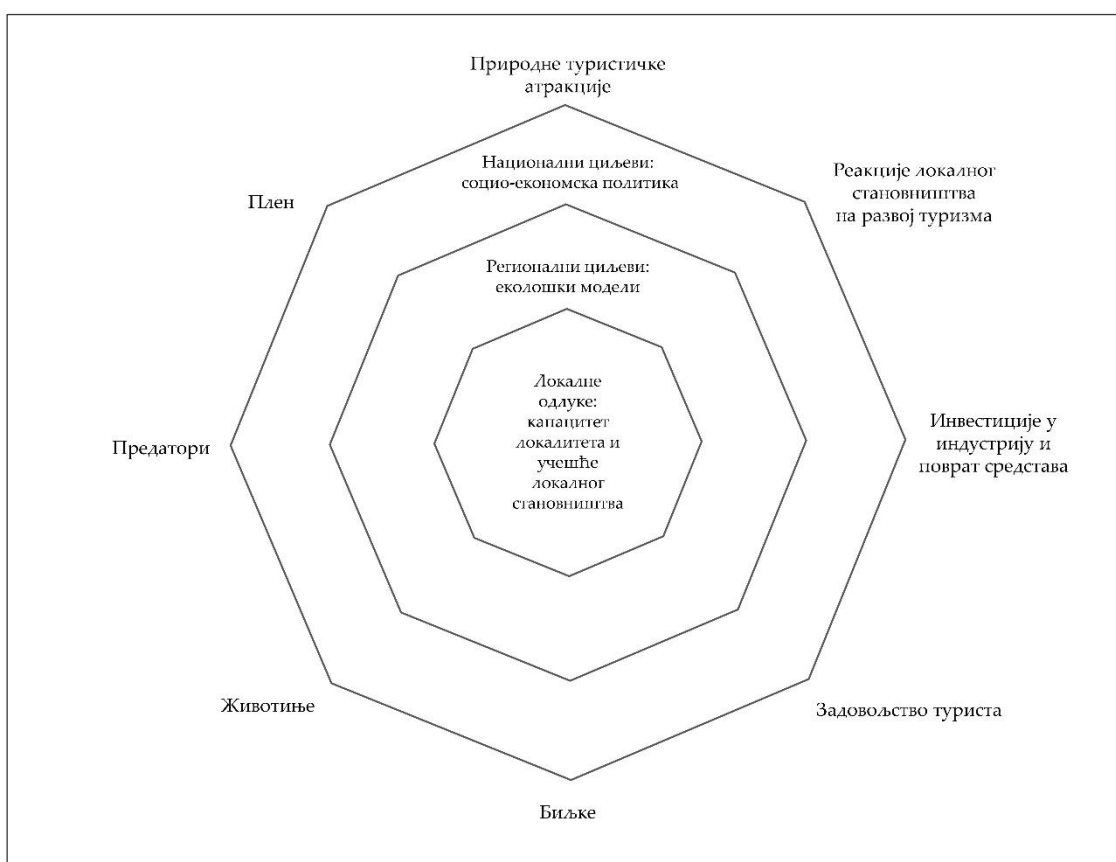 Природне туристичке
атракције
Национални циљеви:
социо-економска политика
Реакције локалног
становништва
на развој туризма
Плен
Регионални циљеви:
еколошки модели
Локалне
одлуке:
капацитет
локалитета и
учешће
локалног
становништва
Предатори
Инвестиције у
индустрију и
поврат средстава
Животиње
Задовољство туриста
Биљке